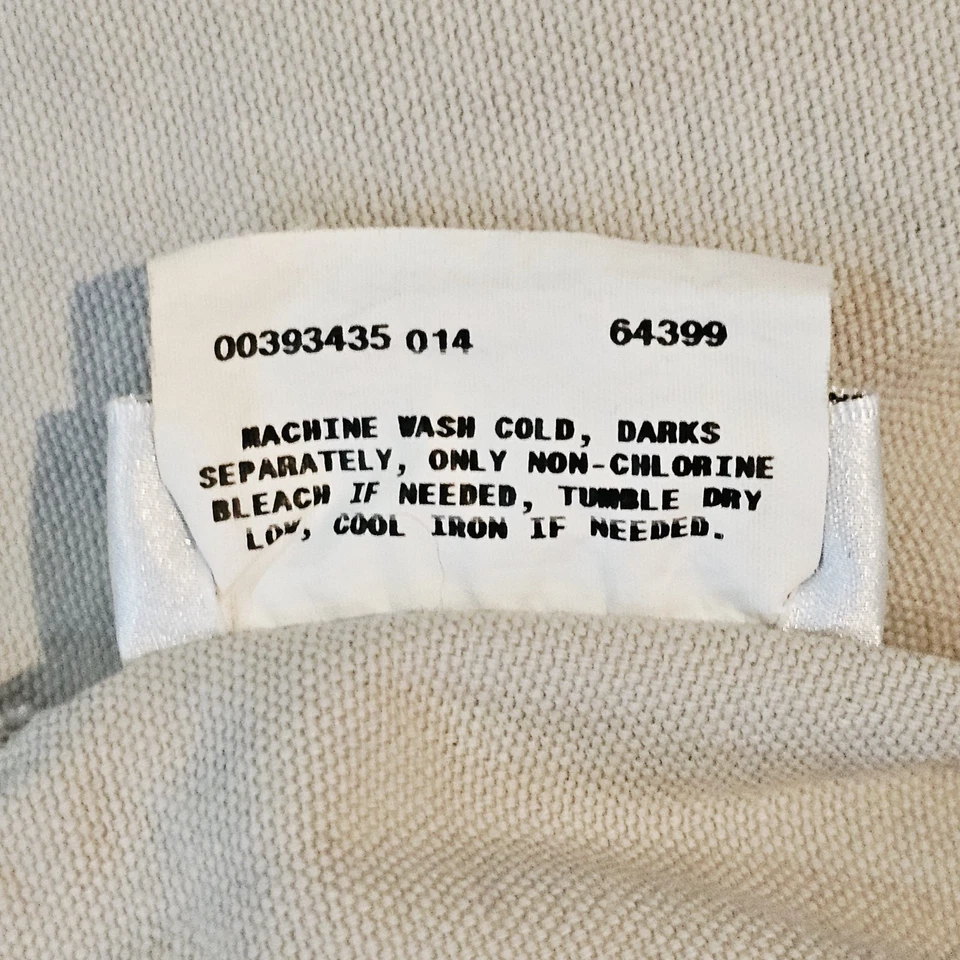 00393435 014 64399
MACHINE WASH COLD, DARKS
SEPARATELY, ONLY NON-CHLORINE
BLEACH IF NEEDED, TUMBLE DRY
LOW, COOL IRON IF NEEDED.